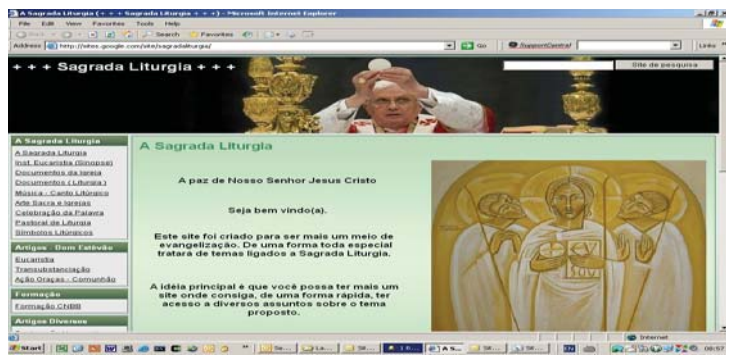 A Sagrada Liturgia (+ + + Sagrada Liturgia + + +) - Microsoft Internet Explorer
File Edit View Favorites Tools Help
Search Favorites
Address http://sites.google.com/site/sagradaliturgia/ Go SupportCentral Links
+ + + Sagrada Liturgia + + +
Site de pesquisa
A Sagrada Liturgia
A Sagrada Liturgia
Inst. Eucaristia (Sinopse)
Documentos da Igreja
Documentos ( Liturgia )
Música - Canto Litúrgico
Arte Sacra e Igrejas
Celebração da Palavra
Pastoral de Liturgia
Símbolos Litúrgicos
Artigos - Dom Estêvão
Eucaristia
Transubstanciação
Ação Graças - Comunhão
Formação
Formação CNBB
Artigos Diversos
A Sagrada Liturgia
A paz de Nosso Senhor Jesus Cristo
Seja bem vindo(a).
Este site foi criado para ser mais um meio de
evangelização. De uma forma toda especial
tratará de temas ligados a Sagrada Liturgia.
A idéia principal é que você possa ter mais um
site onde consiga, de uma forma rápida, ter
acesso a diversos assuntos sobre o tema
proposto.
Internet
Start
08:57